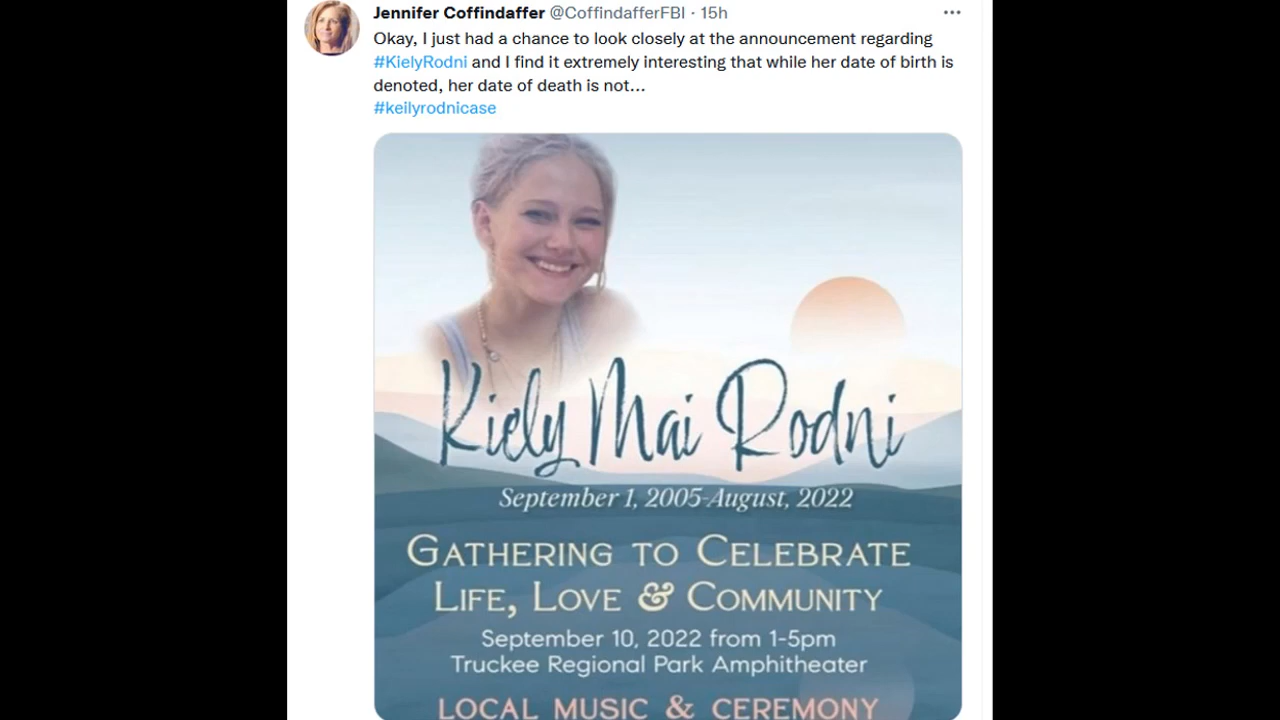 Jennifer Coffindaffer @CoffindafferFBI · 15h
Okay, I just had a chance to look closely at the announcement regarding
#KielyRodni and I find it extremely interesting that while her date of birth is
denoted, her date of death is not...
#keilyrodnicase
Kiely Mai Rodni
September 1, 2005-August, 2022
GATHERING TO CELEBRATE
LIFE, LOVE & COMMUNITY
September 10, 2022 from 1-5pm
Truckee Regional Park Amphitheater
LOCAL MUSIC & CEREMONY